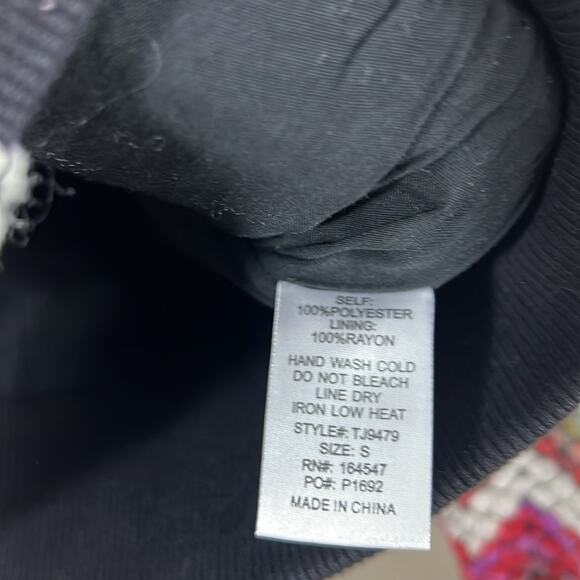 SELF:
100%POLYESTER
LINING:
100%RAYON
HAND WASH COLD
DO NOT BLEACH
LINE DRY
IRON LOW HEAT
STYLE#: TJ9479
SIZE: S
RN#: 164547
PO#: P1692
MADE IN CHINA